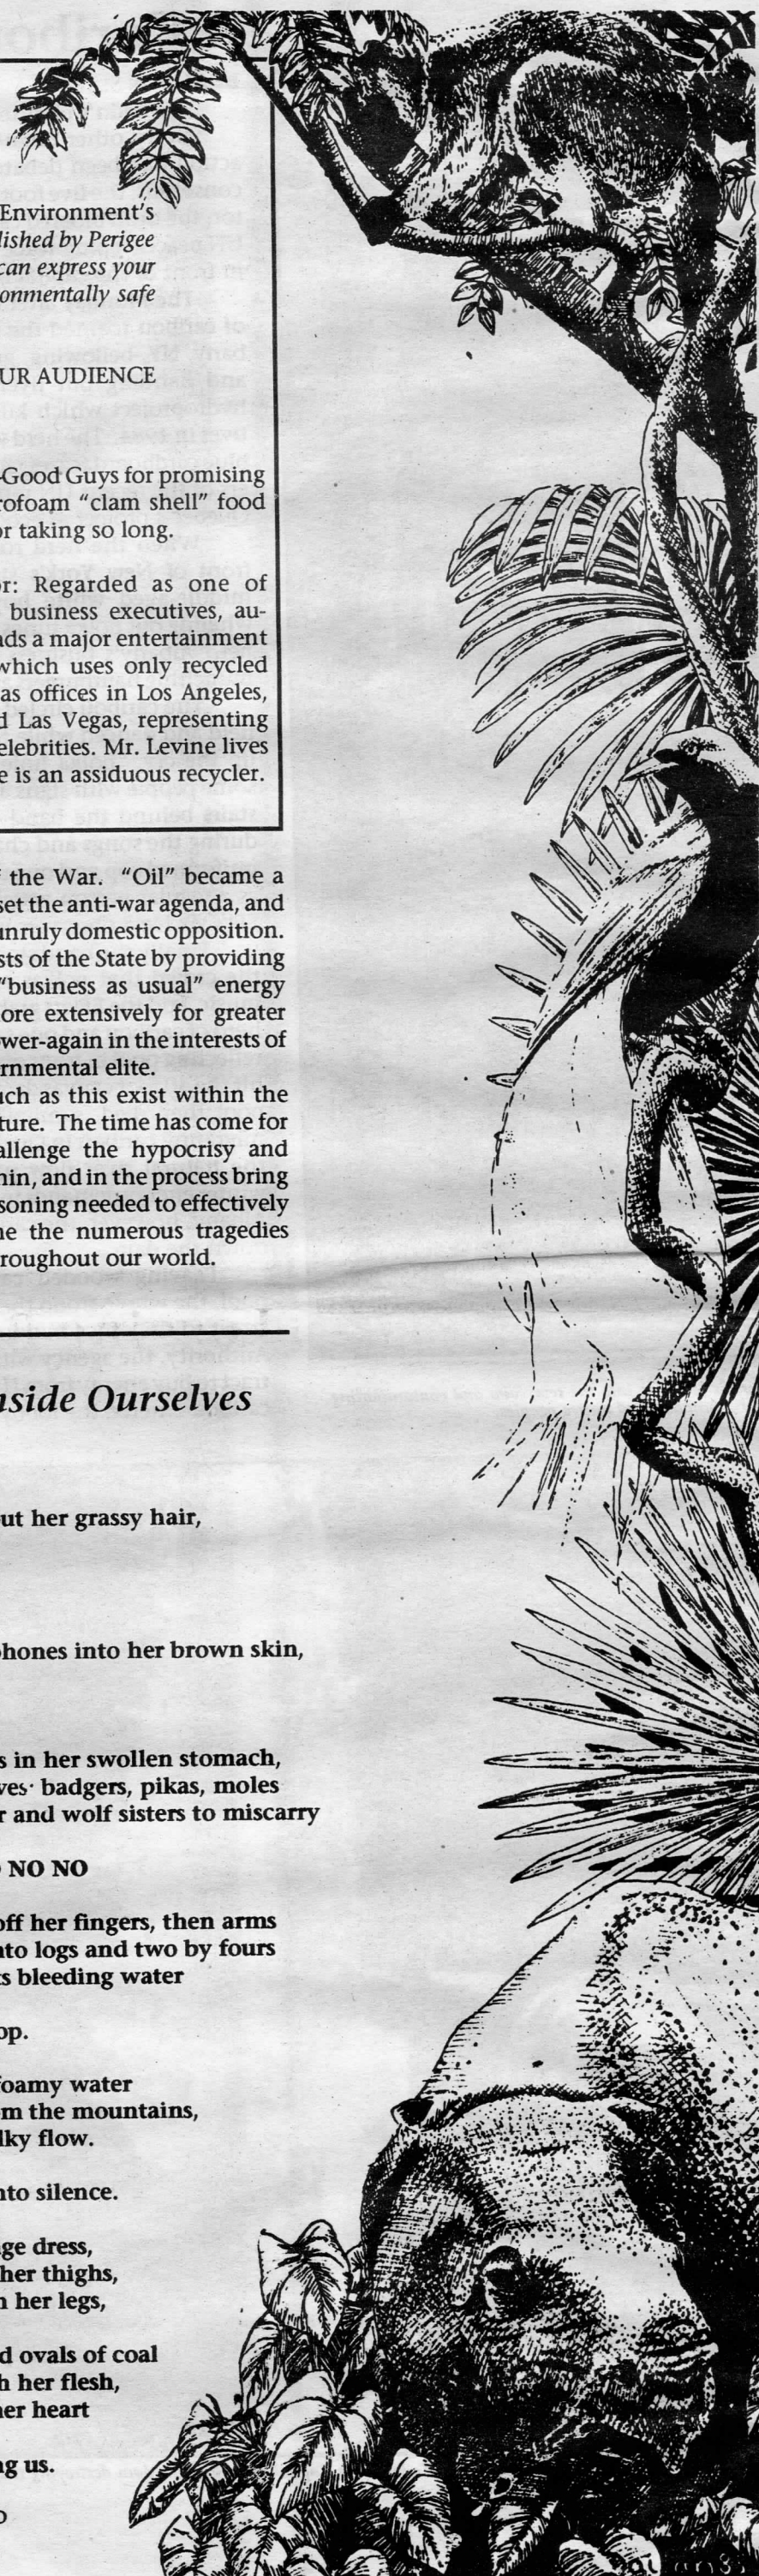 Environment's
lished by Perigee
can express your
onmentally safe
UR AUDIENCE
-Good Guys for promising
rofoam “clam shell” food
or taking so long.
or: Regarded as one of
business executives, au-
ads a major entertainment
which uses only recycled
as offices in Los Angeles,
d Las Vegas, representing
elebrities. Mr. Levine lives
e is an assiduous recycler.
f the War. “Oil” became a
set the anti-war agenda, and
unruly domestic opposition.
sts of the State by providing
“business as usual” energy
ore extensively for greater
ower-again in the interests of
rnmental elite.
uch as this exist within the
ture. The time has come for
allenge the hypocrisy and
hin, and in the process bring
soning needed to effectively
ne the numerous tragedies
roughout our world.
nside Ourselves
ut her grassy hair,
phones into her brown skin,
s in her swollen stomach,
ves· badgers, pikas, moles
r and wolf sisters to miscarry
NO NO
off her fingers, then arms
nto logs and two by fours
ts bleeding water
op.
foamy water
om the mountains,
lky flow.
nto silence.
ge dress,
her thighs,
n her legs,
d ovals of coal
h her flesh,
her heart
ng us.